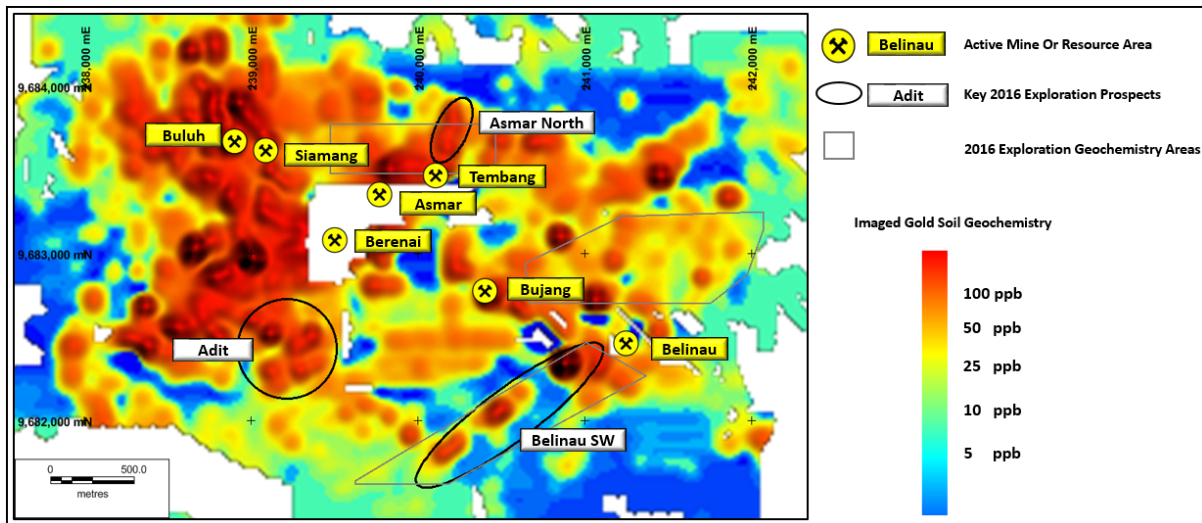 238,000 mE
239,000 mE
240,000 mE
241,000 mE
242,000 mE
9,684,000 mN
Asmar North
Buluh
Siamang
Tembang
Asmar
Berenai
9,683,000 mN
Bujang
Adit
Belinau
9,682,000 mN
Belinau SW
0 500.0
metres
Belinau Active Mine Or Resource Area
Adit Key 2016 Exploration Prospects
2016 Exploration Geochemistry Areas
Imaged Gold Soil Geochemistry
100 ppb
50 ppb
25 ppb
10 ppb
5 ppb